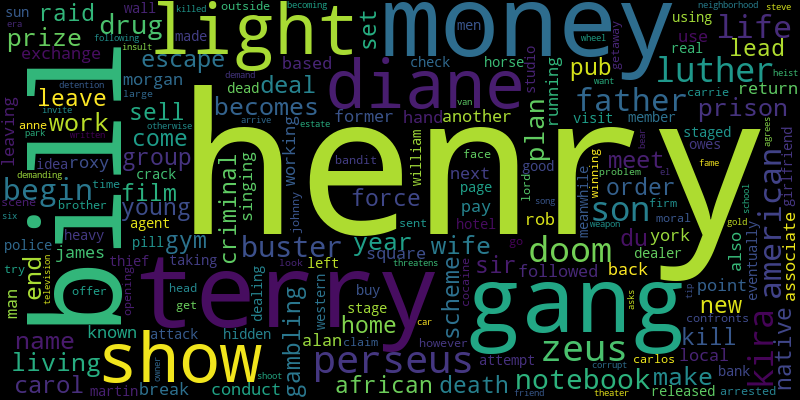 henry
terry
bill
gang
money
light
show
diane
perseus
sun
raid
wall
outside
killed
becoming
steve
neighborhood
era
following
insult
drug
set
men
wheel
getaway
want
heist
prize
made
escape
based
check
horse
using
use
life
exchange
morgan
dead
deal
pub
real
lead
detention
demand
large
studio
luther
van
estate
leave
sell
becomes
former
hand
another
running
father
carrie
return
leaving
invite
park
otherwise
arrive
anne
work
come
plan
visit
member
prison
written
idea
roxy
group
working
william
face
next
good
staged
owes
demanding
crack
bandit
lord
meet
begin
time
film
criminal
singing
page
problem
el
girlfriend
six
scene
brother
young
force
johnny
pay
order
firm
moral
fame
song
school
police
heavy
agent
gym
year
hotel
go
son
york
agrees
james
pill
buster
square
wife
rob
meanwhile
winning
bear
gold
american
man
end
thief
taking
sent
sir
doom
du
dealer
also
weapon
try
television
offer
head
look
threatens
left
western
scheme
followed
back
point
eventually
associate
opening
dealing
get
stage
buy
cocaine
asks
new
known
attack
hidden
home
car
tip
zeus
kill
kira
native
name
gambling
alan
claim
however
attempt
carlos
local
confronts
living
owner
shoot
african
death
notebook
make
bank
carol
martin
break
conduct
friend
corrupt
theater
released
arrested